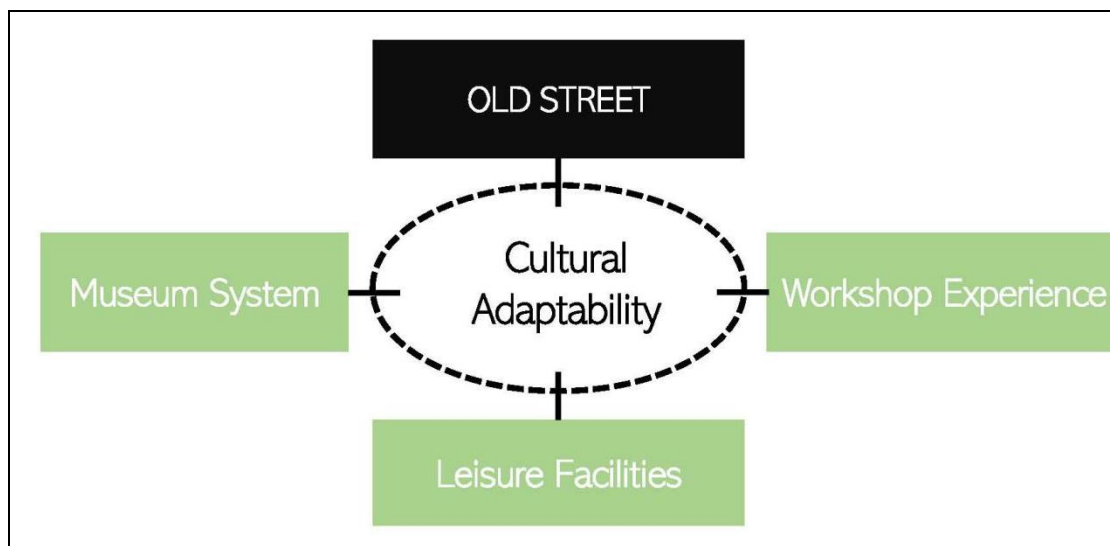 OLD STREET
Museum System
Cultural
Adaptability
Workshop Experience
Leisure Facilities